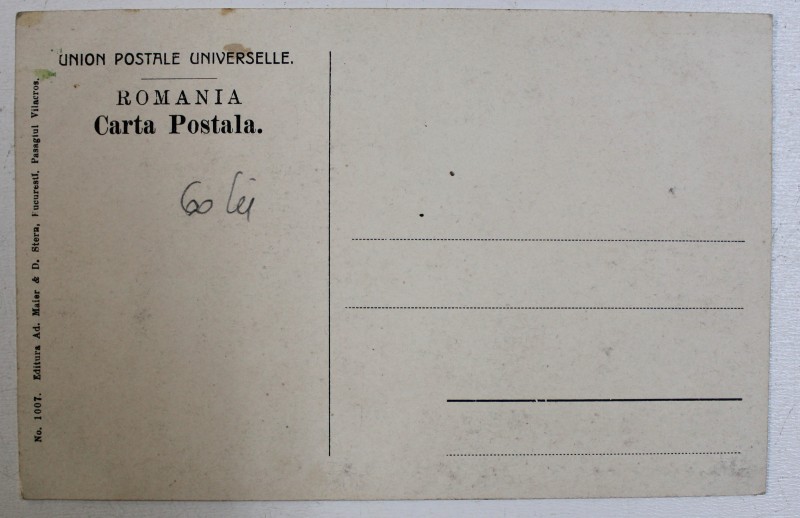 UNION POSTALE UNIVERSELLE.
ROMANIA
Carta Postala.
60 lei
No. 1007. Editura Ad. Maier & D. Stern, Bucuresti, Pasagiul Vilacros.